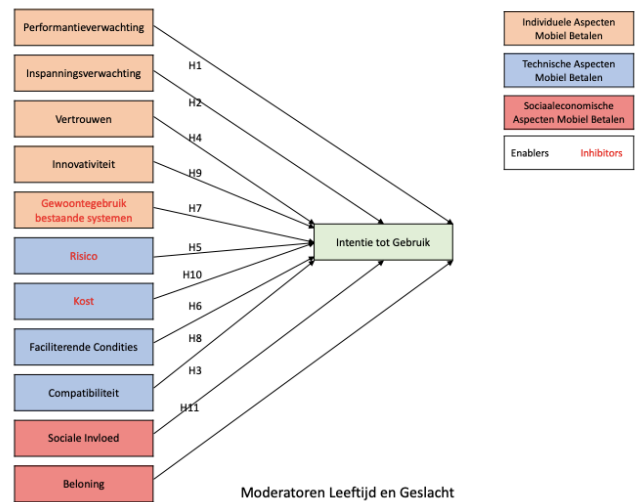 Performantieverwachting
Inspanningsverwachting
Vertrouwen
Innovativiteit
Gewoontegebruik
bestaande systemen
Risico
Kost
Faciliterende Condities
Compatibiliteit
Sociale Invloed
Beloning
H1
H2
H4
H9
H7
H5
H10
H6
H8
H3
H11
Intentie tot Gebruik
Individuele Aspecten
Mobiel Betalen
Technische Aspecten
Mobiel Betalen
Sociaaleconomische
Aspecten Mobiel Betalen
Enablers Inhibitors
Moderatoren Leeftijd en Geslacht